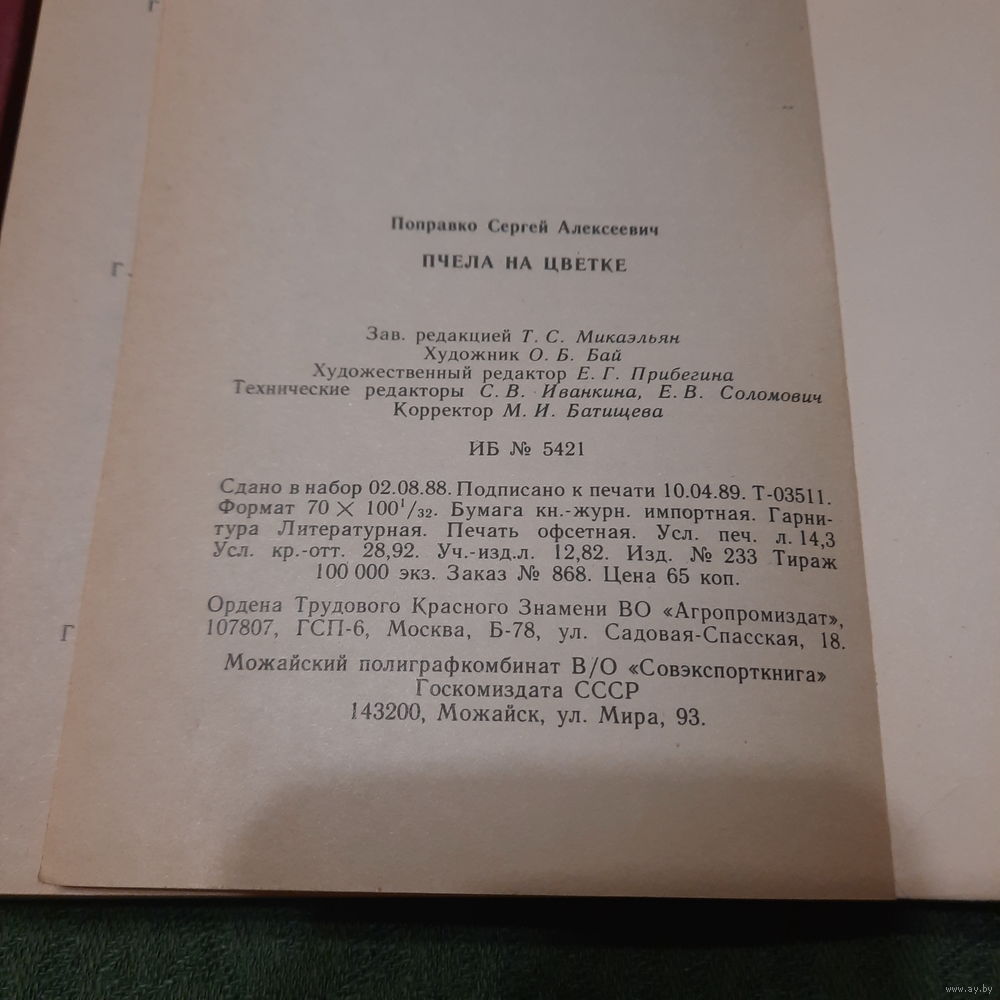 Поправко Сергей Алексеевич
ПЧЕЛА НА ЦВЕТКЕ
Зав. редакцией Т. С. Микаэльян
Художник О. Б. Бай
Художественный редактор Е. Г. Прибегина
Технические редакторы С. В. Иванкина, Е. В. Соломович
Корректор М. И. Батищева
ИБ № 5421
Сдано в набор 02.08.88. Подписано к печати 10.04.89. Т-03511.
Формат 70 × 100¹/₃₂. Бумага кн.-журн. импортная. Гарни-
тура Литературная. Печать офсетная. Усл. печ. л. 14,3
Усл. кр.-отт. 28,92. Уч.-изд.л. 12,82. Изд. № 233 Тираж
100 000 экз. Заказ № 868. Цена 65 коп.
Ордена Трудового Красного Знамени ВО «Агропромиздат»,
107807, ГСП-6, Москва, Б-78, ул. Садовая-Спасская, 18.
Можайский полиграфкомбинат В/О «Совэкспорткнига»
Госкомиздата СССР
143200, Можайск, ул. Мира, 93.
www.ay.by